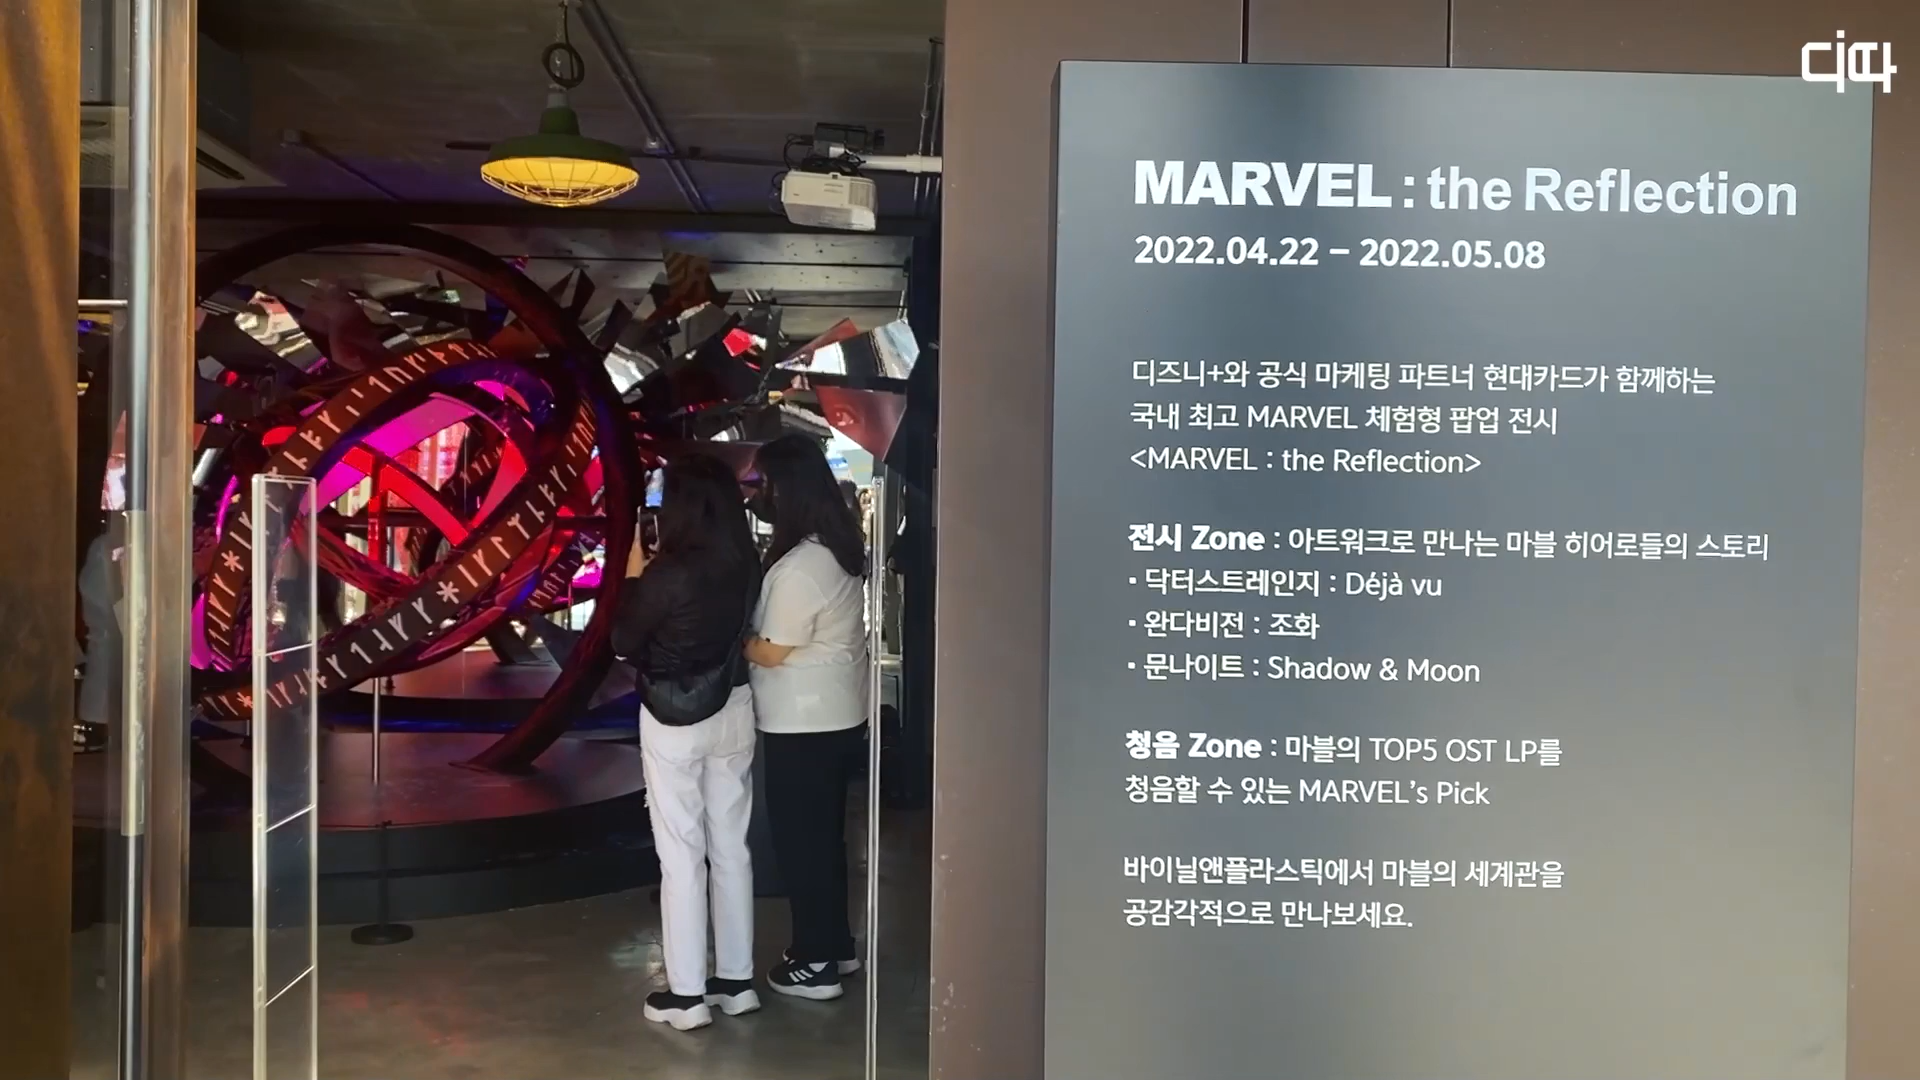 디따
MARVEL : the Reflection
2022.04.22 – 2022.05.08
디즈니+와 공식 마케팅 파트너 현대카드가 함께하는
국내 최고 MARVEL 체험형 팝업 전시
<MARVEL : the Reflection>
전시 Zone : 아트워크로 만나는 마블 히어로들의 스토리
· 닥터스트레인지 : Déjà vu
· 완다비전 : 조화
· 문나이트 : Shadow & Moon
청음 Zone : 마블의 TOP5 OST LP를
청음할 수 있는 MARVEL's Pick
바이닐앤플라스틱에서 마블의 세계관을
공감각적으로 만나보세요.